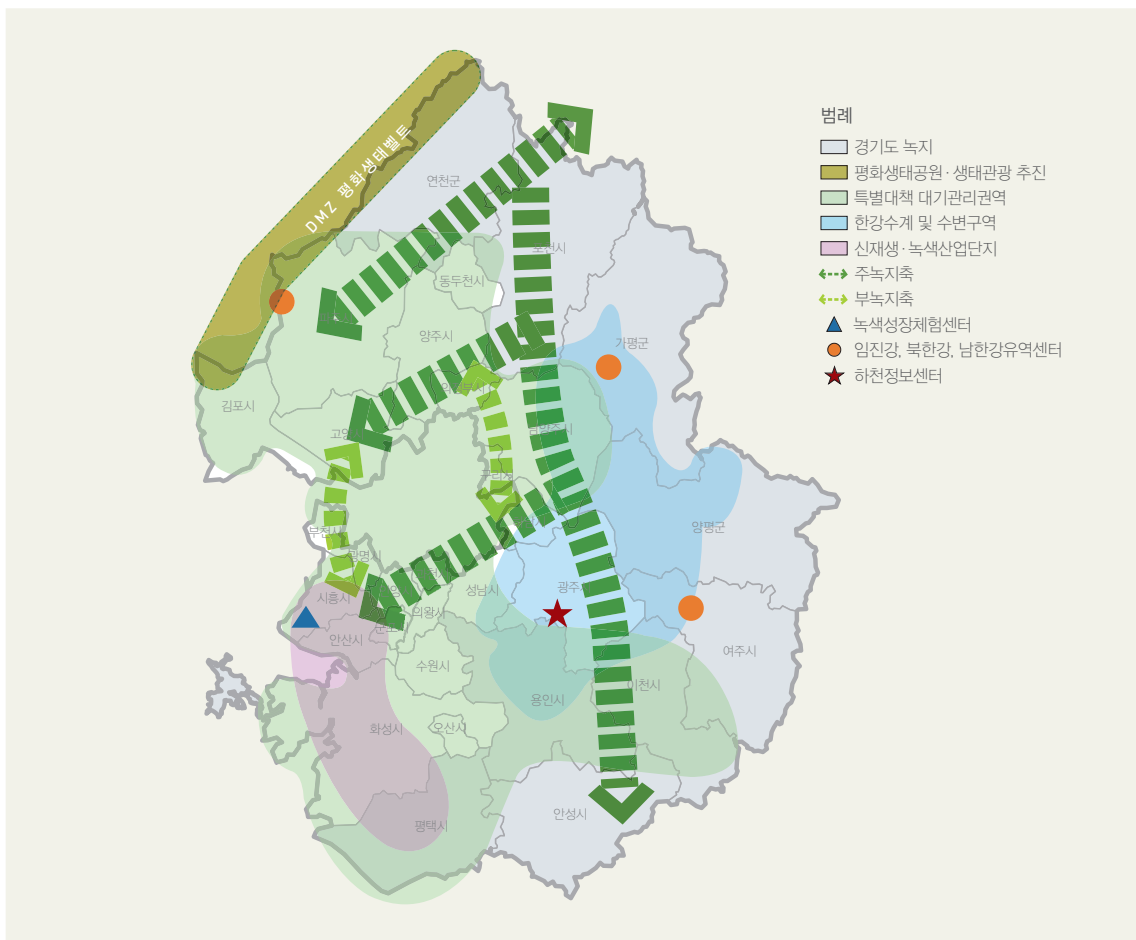 범례
경기도 녹지
평화생태공원·생태관광 추진
특별대책 대기관리권역
한강수계 및 수변구역
신재생·녹색산업단지
주녹지축
부녹지축
녹색성장체험센터
임진강, 북한강, 남한강유역센터
하천정보센터
DMZ 평화생태벨트
연천군
포천시
동두천시
양주시
가평군
의정부시
김포시
고양시
남양주시
구리시
부천시
양평군
광명시
시흥시
성남시
광주시
의왕시
군포시
안산시
수원시
여주시
이천시
용인시
화성시
오산시
안성시
평택시